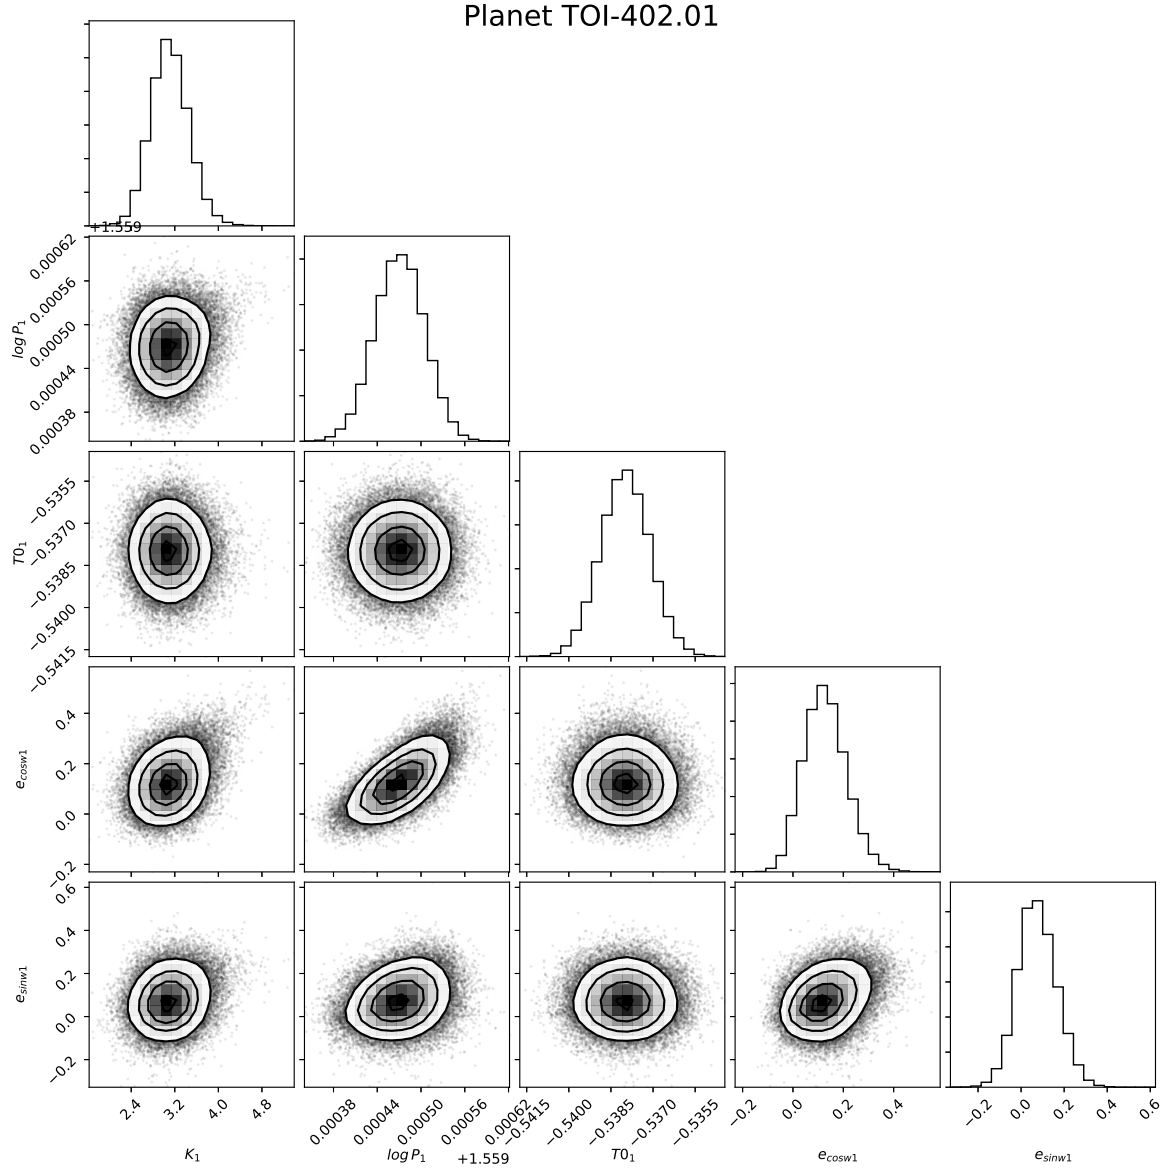 Planet TOI-402.01
+1.559
log P₁
0.00062
0.00056
0.00050
0.00044
0.00038
T0₁
−0.5355
−0.5370
−0.5385
−0.5400
−0.5415
e_cosw1
0.4
0.2
0.0
−0.2
e_sinw1
0.6
0.4
0.2
0.0
−0.2
2.4 3.2 4.0 4.8
0.00038 0.00044 0.00050 0.00056 0.00062
−0.5415 −0.5400 −0.5385 −0.5370 −0.5355
−0.2 0.0 0.2 0.4
−0.2 0.0 0.2 0.4 0.6
K₁ log P₁ +1.559 T0₁ e_cosw1 e_sinw1